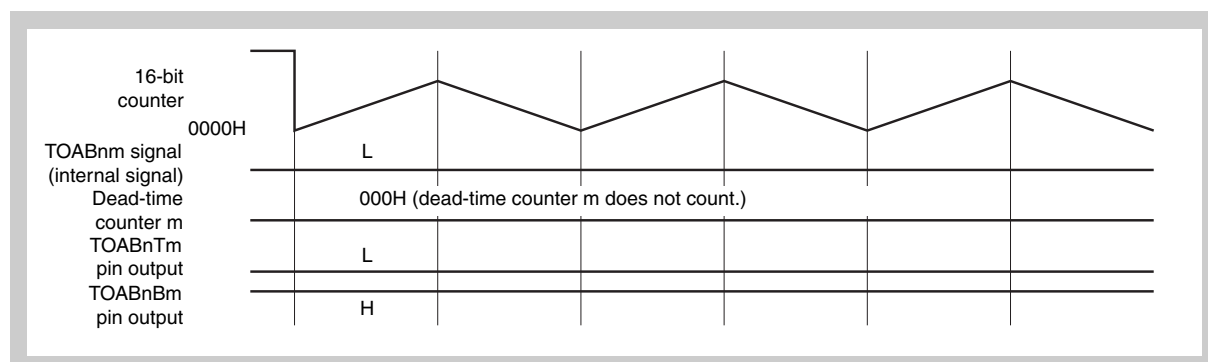 16-bit
counter
0000H
TOABnm signal
(internal signal)
L
Dead-time
counter m
000H (dead-time counter m does not count.)
TOABnTm
pin output
L
TOABnBm
pin output
H